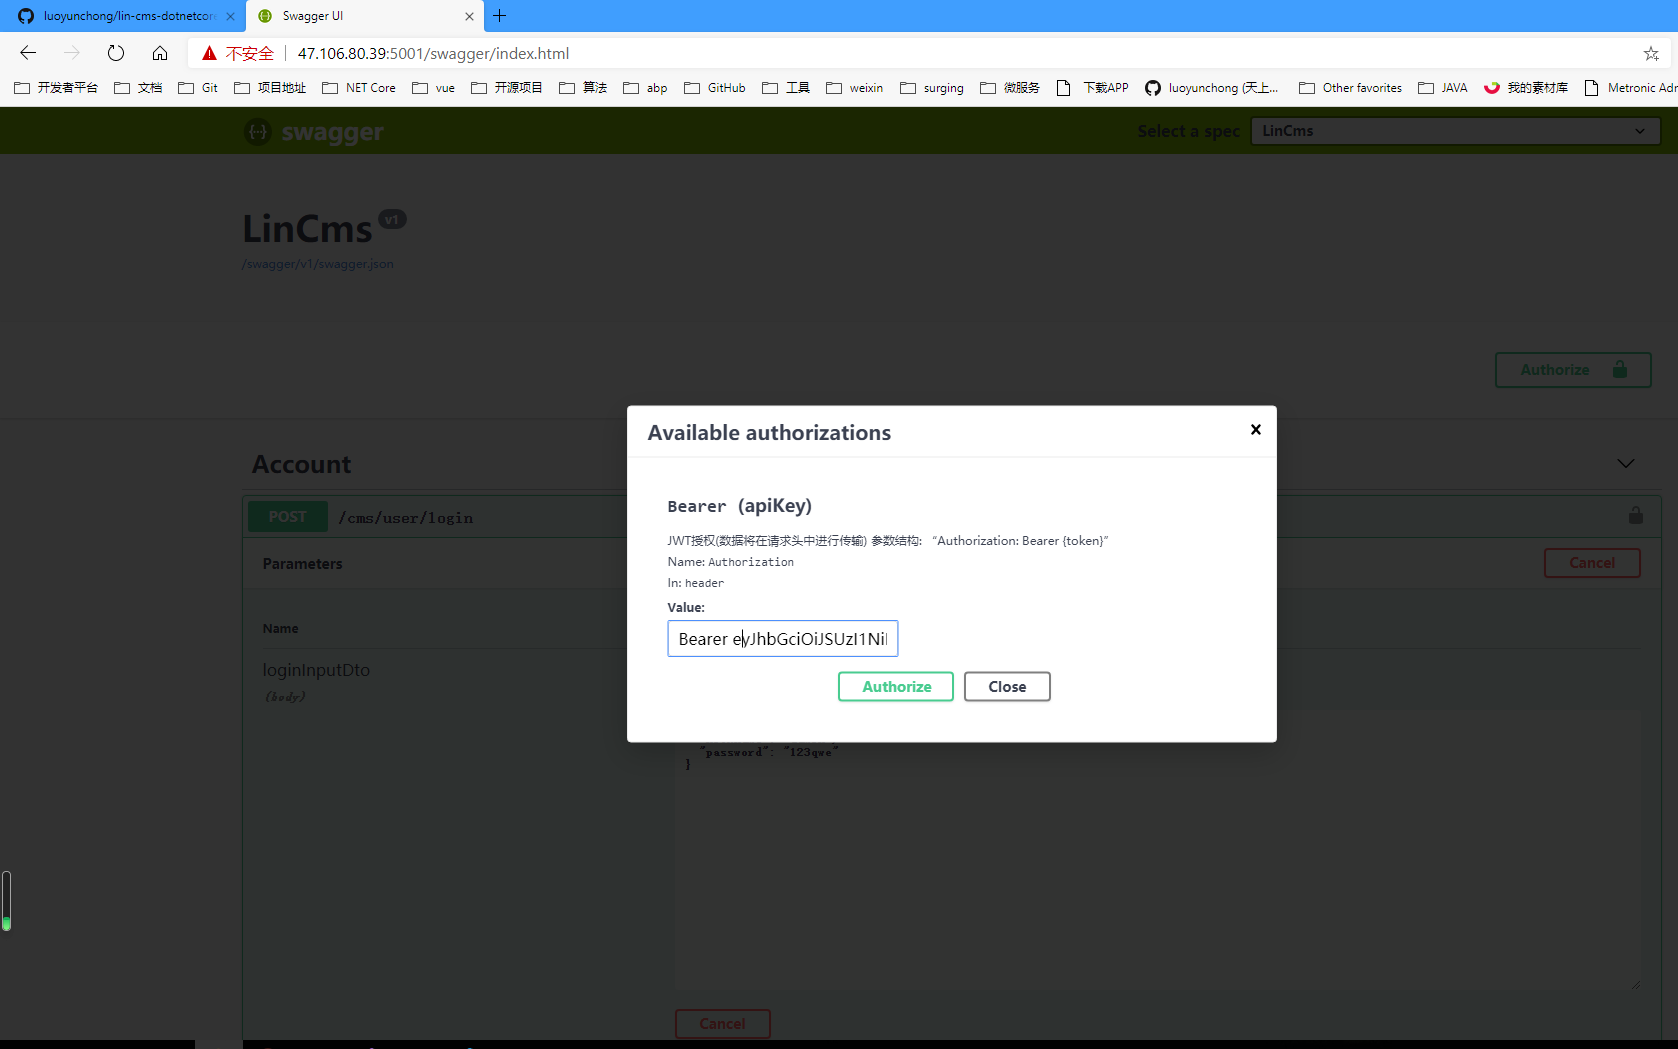 luoyunchong/lin-cms-dotnetcore
Swagger UI
不安全
47.106.80.39:5001/swagger/index.html
开发者平台
文档
Git
项目地址
NET Core
vue
开源项目
算法
abp
GitHub
工具
weixin
surging
微服务
下载APP
luoyunchong (天上...
Other favorites
JAVA
我的素材库
Metronic Adr
swagger
Select a spec
LinCms
LinCms v1
/swagger/v1/swagger.json
Authorize
Available authorizations
Account
POST
/cms/user/login
Bearer (apiKey)
JWT授权(数据将在请求头中进行传输) 参数结构: “Authorization: Bearer {token}”
Name: Authorization
In: header
Value:
Bearer eyJhbGciOiJSUzI1NiI
Authorize
Close
Parameters
Cancel
Name
loginInputDto
(body)
"password": "123qwe"
}
Cancel